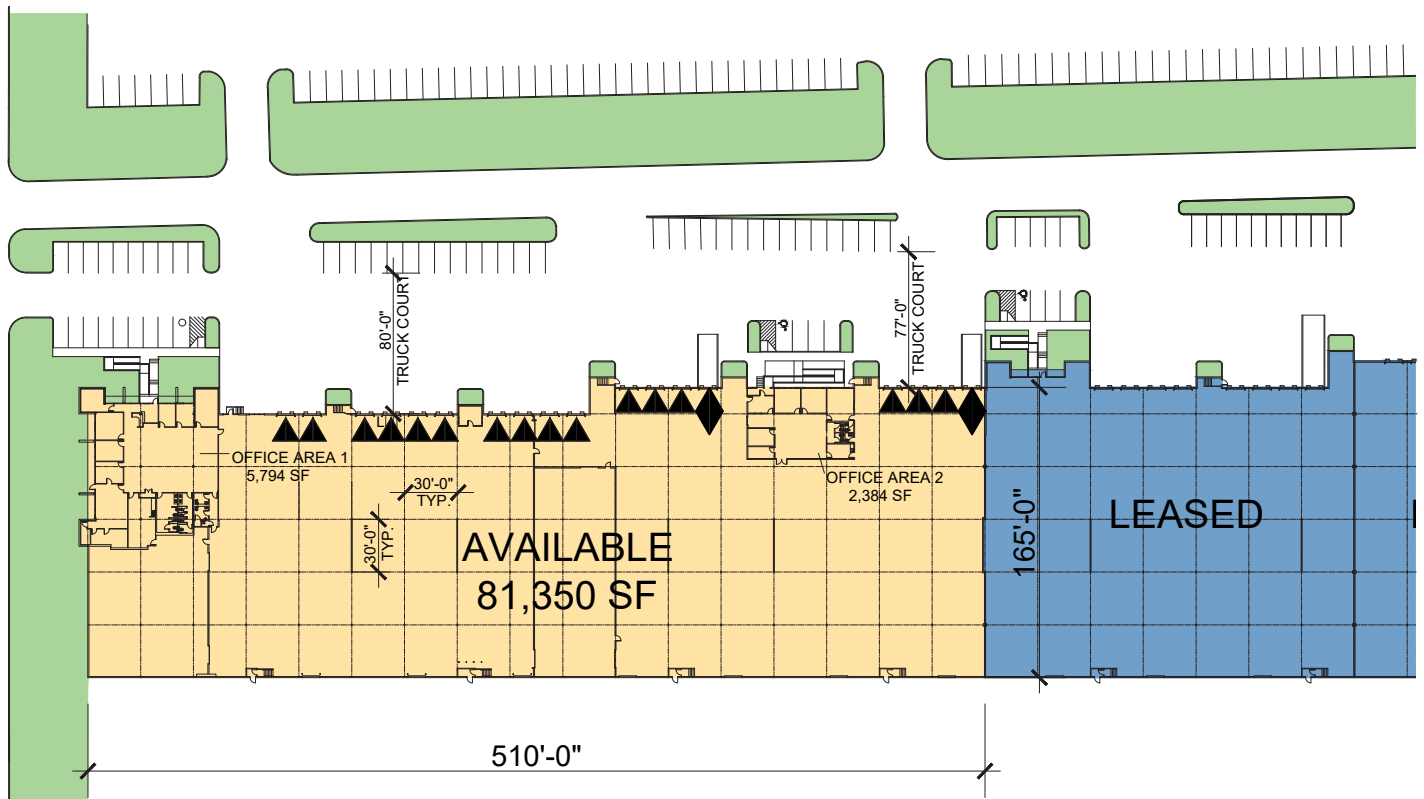 80'-0"
TRUCK COURT
77'-0"
TRUCK COURT
OFFICE AREA 1
5,794 SF
30'-0"
TYP.
OFFICE AREA 2
2,384 SF
30'-0"
TYP.
AVAILABLE
81,350 SF
165'-0"
LEASED
510'-0"